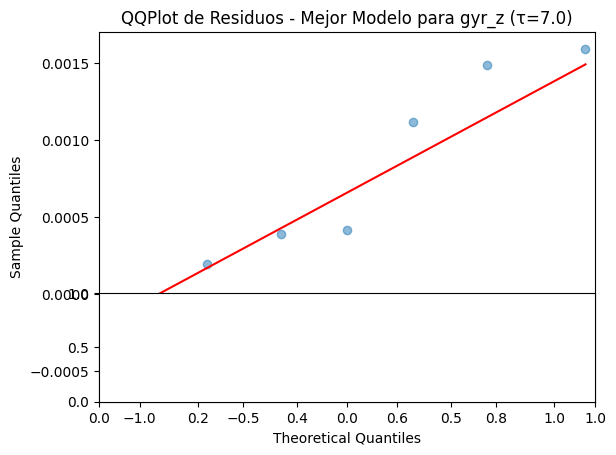 QQPlot de Residuos - Mejor Modelo para gyr_z (τ=7.0)
0.0015
0.0010
Sample Quantiles
0.0005
0.0000
1.0
0.5
−0.0005
0.0
0.0 −1.0 0.2 −0.5 0.4 0.0 0.6 0.5 0.8 1.0 1.0
Theoretical Quantiles